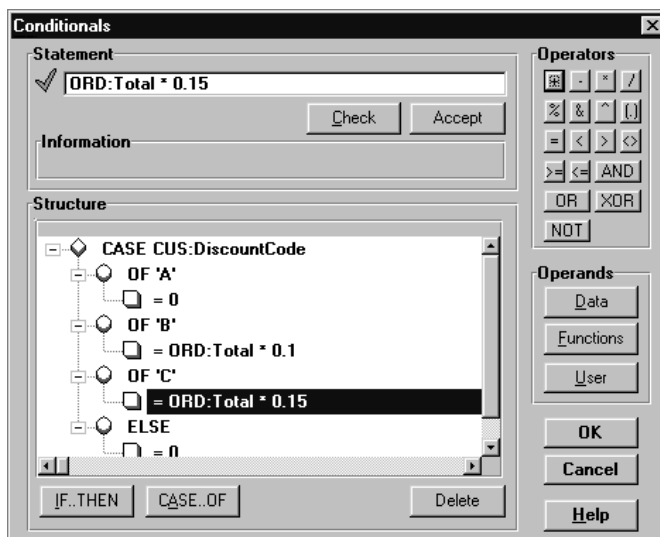 Conditionals
Statement
ORD:Total * 0.15
Check Accept
Information
Structure
CASE CUS:DiscountCode
OF 'A'
= 0
OF 'B'
= ORD:Total * 0.1
OF 'C'
= ORD:Total * 0.15
ELSE
= 0
IF..THEN CASE..OF Delete
Operators
+ - * /
% & ^ (.)
= < > <>
>= <= AND
OR XOR
NOT
Operands
Data
Functions
User
OK
Cancel
Help